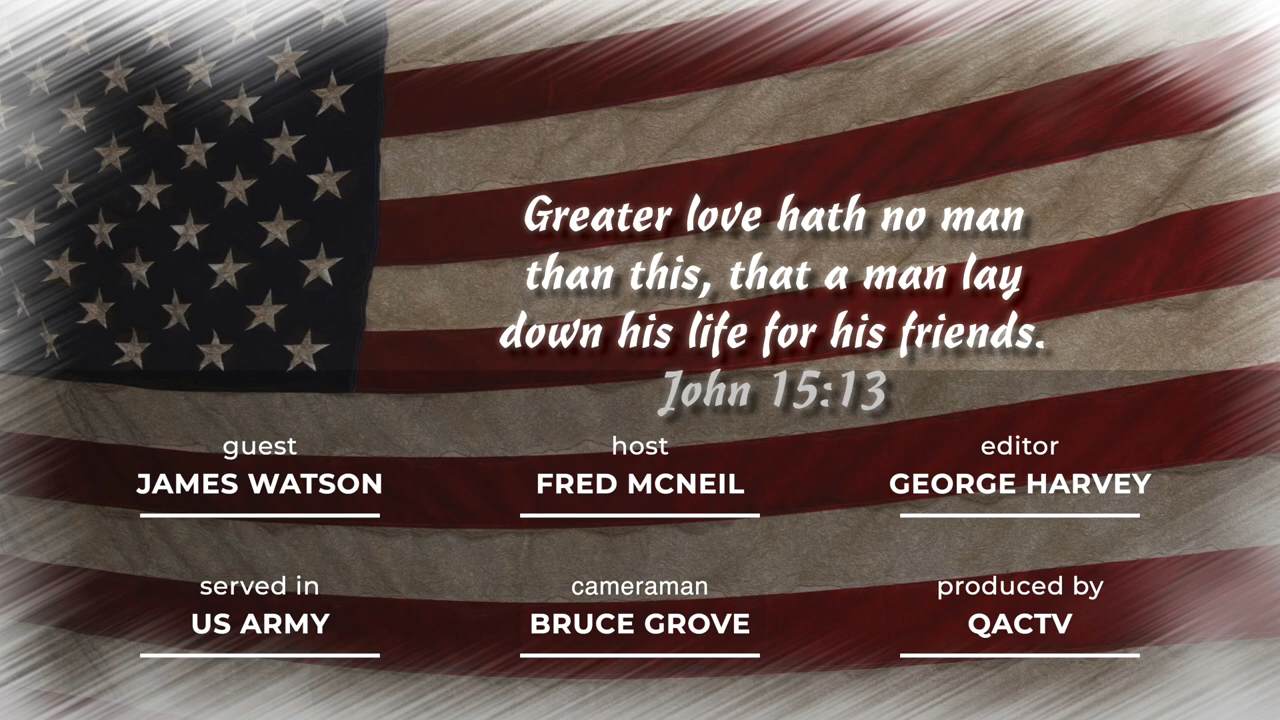 Greater love hath no man
than this, that a man lay
down his life for his friends.
John 15:13
guest
JAMES WATSON
host
FRED MCNEIL
editor
GEORGE HARVEY
served in
US ARMY
cameraman
BRUCE GROVE
produced by
QACTV